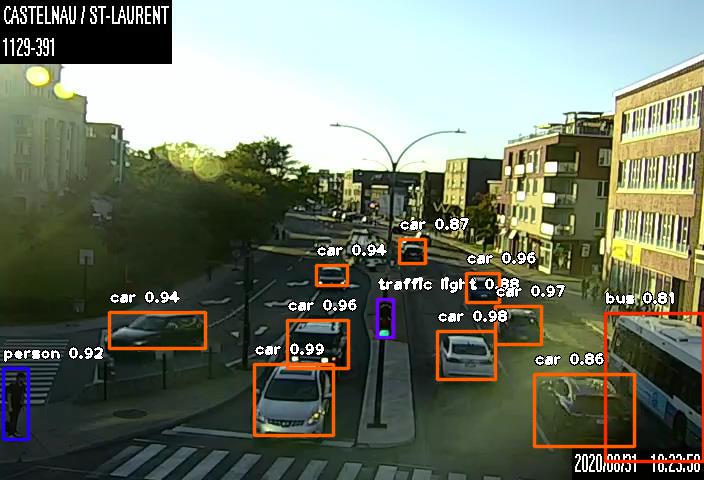 CASTELNAU / ST-LAURENT
1129-391
car 0.87
car 0.94
car 0.96
traffic light 0.88
car 0.97
car 0.94
bus 0.81
car 0.96
car 0.98
person 0.92
car 0.99
car 0.86
2020/08/31 18:23:58